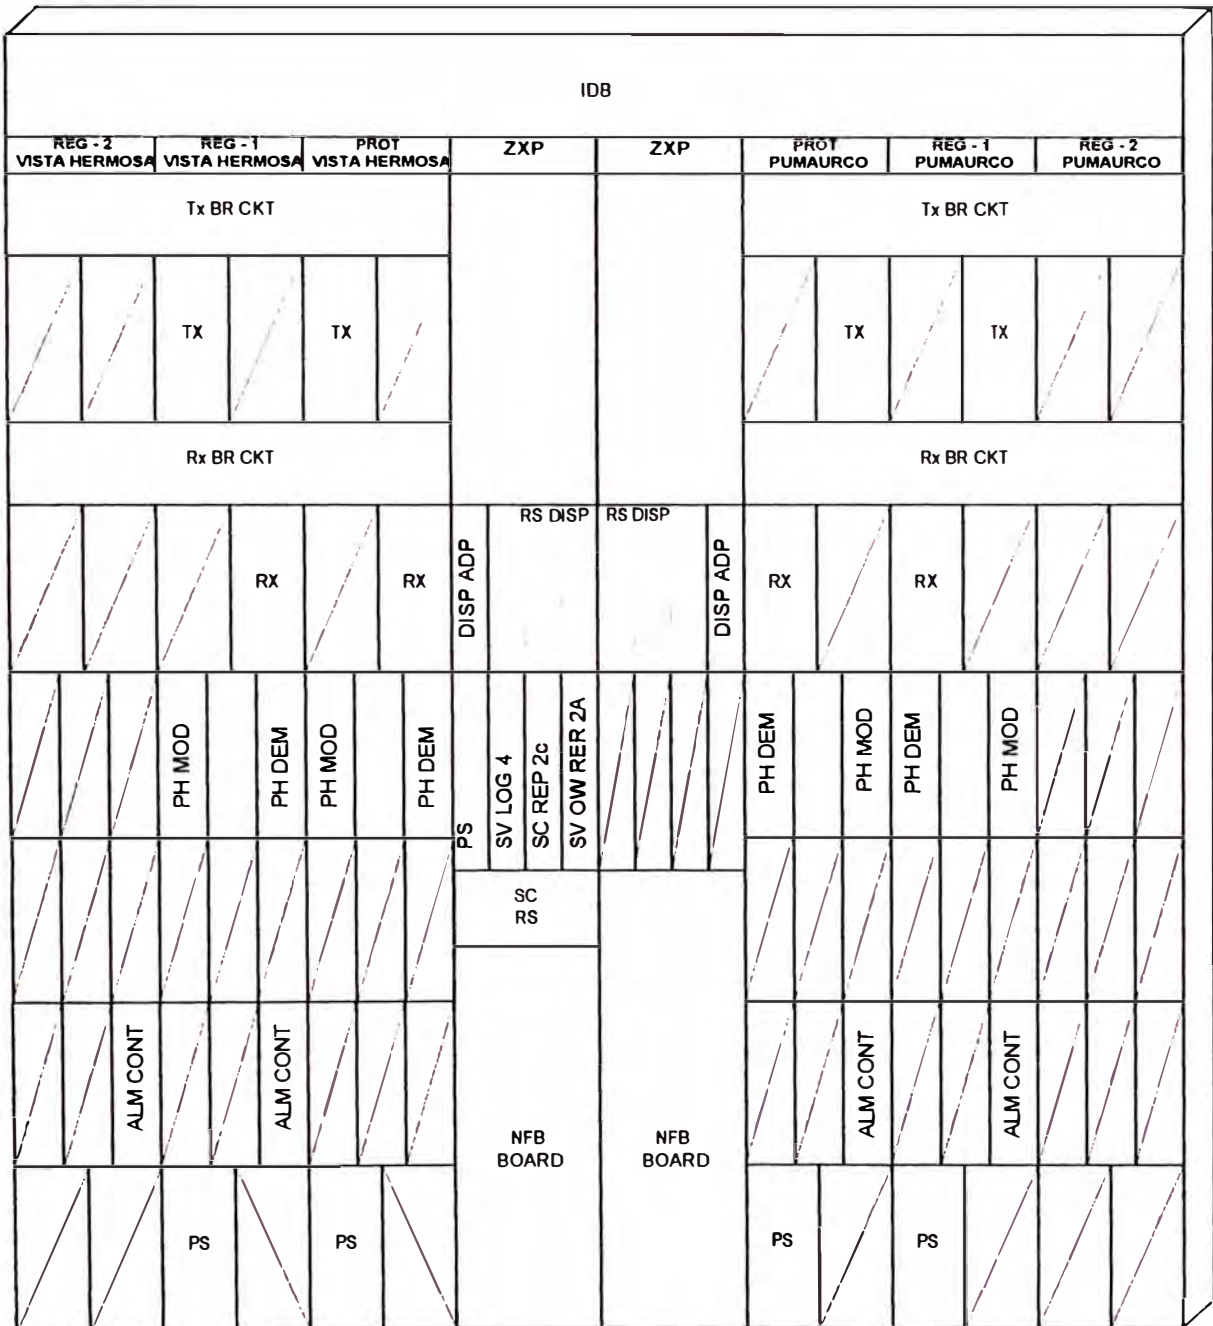 IDB
REG - 2
VISTA HERMOSA
REG - 1
VISTA HERMOSA
PROT
VISTA HERMOSA
ZXP
ZXP
PROT
PUMAURCO
REG - 1
PUMAURCO
REG - 2
PUMAURCO
Tx BR CKT
Tx BR CKT
TX
TX
TX
TX
Rx BR CKT
Rx BR CKT
DISP ADP
RS DISP
RS DISP
DISP ADP
RX
RX
RX
RX
PH MOD
PH DEM
PH MOD
PH DEM
PS
SV LOG 4
SC REP 2c
SV OW RER 2A
PH DEM
PH MOD
PH DEM
PH MOD
SC
RS
ALM CONT
ALM CONT
ALM CONT
ALM CONT
NFB
BOARD
NFB
BOARD
PS
PS
PS
PS